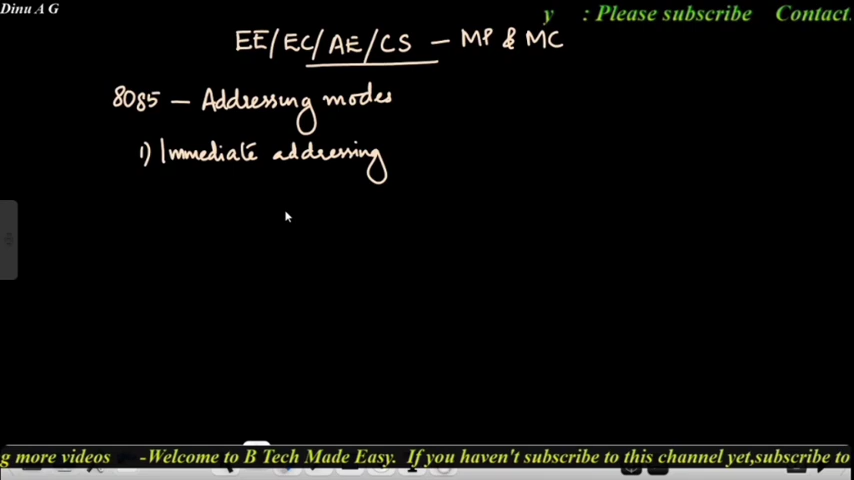 Dinu A G
y : Please subscribe Contact.
EE/EC/AE/CS - MP & MC
8085 - Addressing modes
1) Immediate addressing
g more videos -Welcome to B Tech Made Easy. If you haven't subscribe to this channel yet,subscribe to